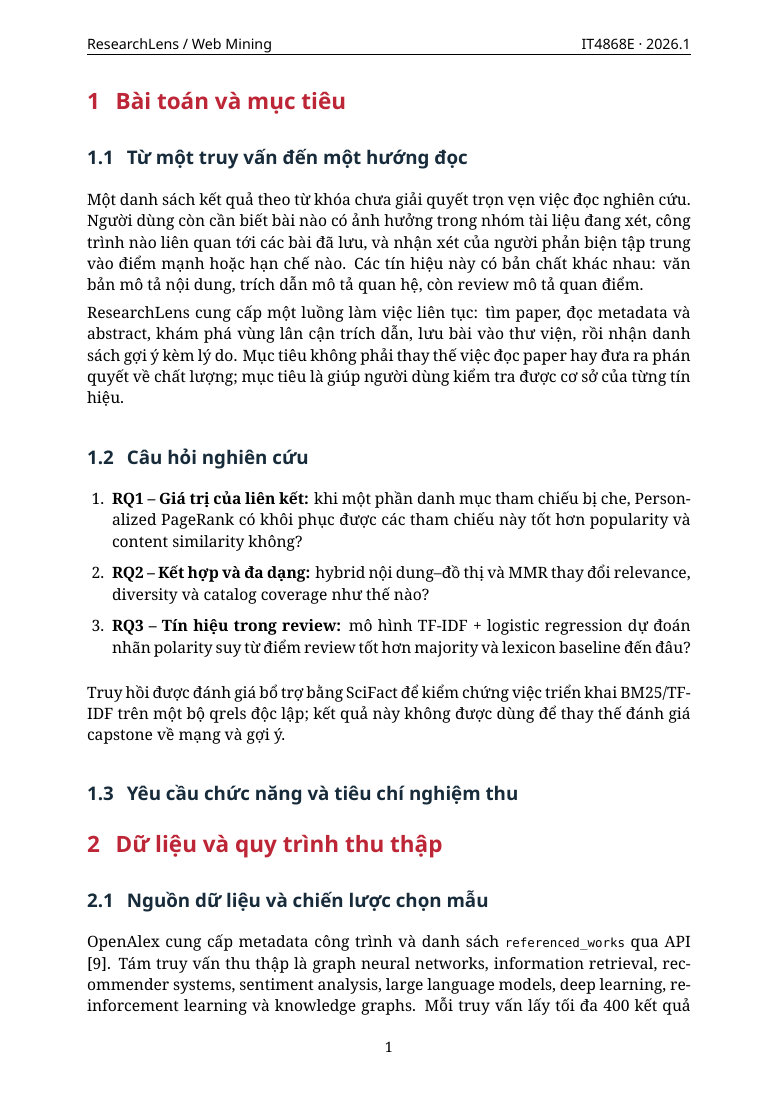 ResearchLens / Web Mining IT4868E · 2026.1
1 Bài toán và mục tiêu
1.1 Từ một truy vấn đến một hướng đọc
Một danh sách kết quả theo từ khóa chưa giải quyết trọn vẹn việc đọc nghiên cứu.
Người dùng còn cần biết bài nào có ảnh hưởng trong nhóm tài liệu đang xét, công
trình nào liên quan tới các bài đã lưu, và nhận xét của người phản biện tập trung
vào điểm mạnh hoặc hạn chế nào. Các tín hiệu này có bản chất khác nhau: văn
bản mô tả nội dung, trích dẫn mô tả quan hệ, còn review mô tả quan điểm.
ResearchLens cung cấp một luồng làm việc liên tục: tìm paper, đọc metadata và
abstract, khám phá vùng lân cận trích dẫn, lưu bài vào thư viện, rồi nhận danh
sách gợi ý kèm lý do. Mục tiêu không phải thay thế việc đọc paper hay đưa ra phán
quyết về chất lượng; mục tiêu là giúp người dùng kiểm tra được cơ sở của từng tín
hiệu.
1.2 Câu hỏi nghiên cứu
1. RQ1 – Giá trị của liên kết: khi một phần danh mục tham chiếu bị che, Person-
alized PageRank có khôi phục được các tham chiếu này tốt hơn popularity và
content similarity không?
2. RQ2 – Kết hợp và đa dạng: hybrid nội dung–đồ thị và MMR thay đổi relevance,
diversity và catalog coverage như thế nào?
3. RQ3 – Tín hiệu trong review: mô hình TF-IDF + logistic regression dự đoán
nhãn polarity suy từ điểm review tốt hơn majority và lexicon baseline đến đâu?
Truy hồi được đánh giá bổ trợ bằng SciFact để kiểm chứng việc triển khai BM25/TF-
IDF trên một bộ qrels độc lập; kết quả này không được dùng để thay thế đánh giá
capstone về mạng và gợi ý.
1.3 Yêu cầu chức năng và tiêu chí nghiệm thu
2 Dữ liệu và quy trình thu thập
2.1 Nguồn dữ liệu và chiến lược chọn mẫu
OpenAlex cung cấp metadata công trình và danh sách referenced_works qua API
[9]. Tám truy vấn thu thập là graph neural networks, information retrieval, rec-
ommender systems, sentiment analysis, large language models, deep learning, re-
inforcement learning và knowledge graphs. Mỗi truy vấn lấy tối đa 400 kết quả
1